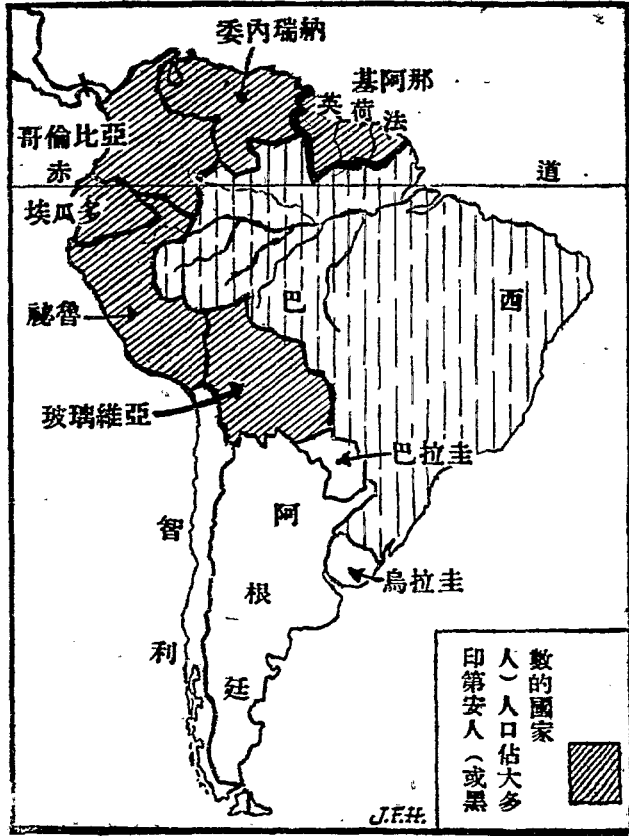 委內瑞納
基阿那
英荷法
哥倫比亞
赤道
埃瓜多
巴西
祕魯
玻璃維亞
巴拉圭
阿根廷
智利
烏拉圭
印第安人（或黑
人）人口佔大多
數的國家
J.F.H.